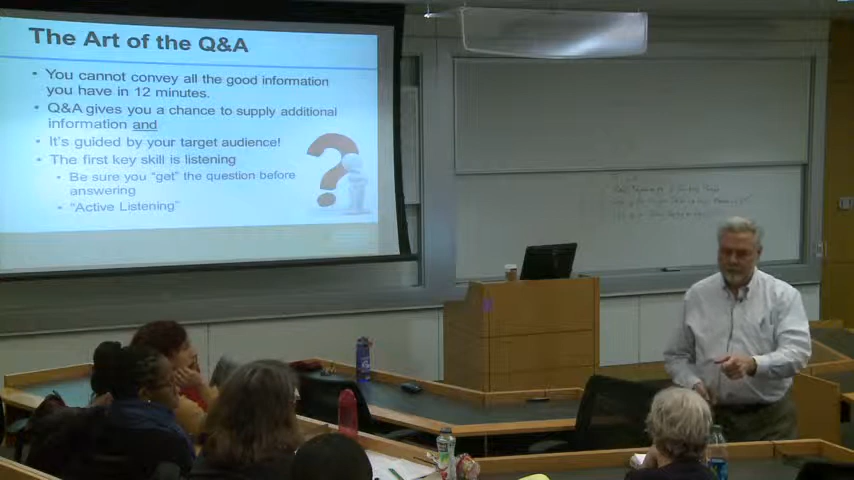 The Art of the Q&A
• You cannot convey all the good information
you have in 12 minutes.
• Q&A gives you a chance to supply additional
information and
• It's guided by your target audience!
• The first key skill is listening
• Be sure you "get" the question before
answering
• "Active Listening"